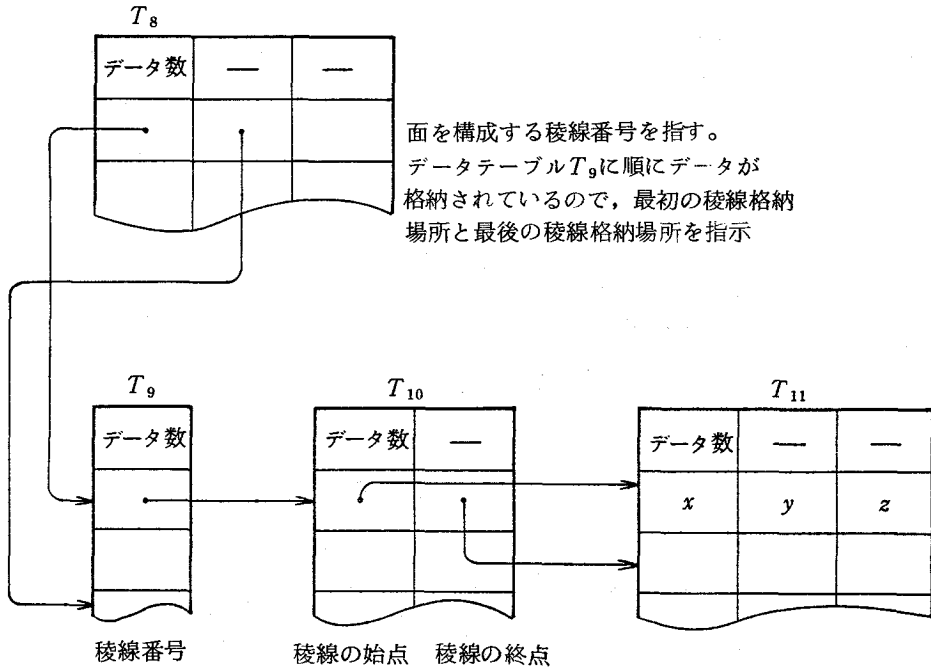 T8
データ数 — —
面を構成する稜線番号を指す。
データテーブルT9に順にデータが
格納されているので，最初の稜線格納
場所と最後の稜線格納場所を指示
T9
データ数
稜線番号
T10
データ数 —
稜線の始点 稜線の終点
T11
データ数 — —
x y z